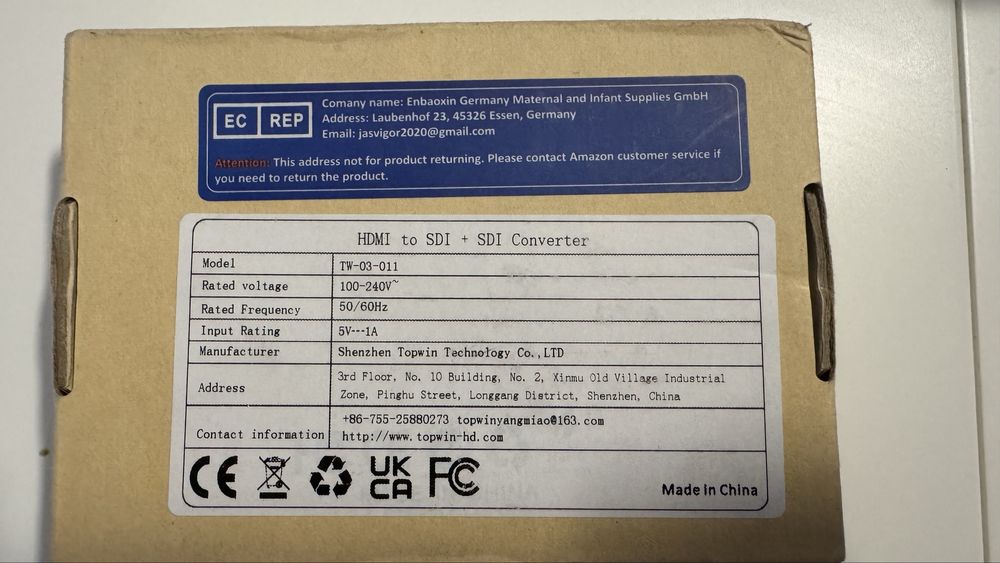 EC REP
Comany name: Enbaoxin Germany Maternal and Infant Supplies GmbH
Address: Laubenhof 23, 45326 Essen, Germany
Email: jasvigor2020@gmail.com
Attention: This address not for product returning. Please contact Amazon customer service if
you need to return the product.
HDMI to SDI + SDI Converter
Model TW-03-011
Rated voltage 100-240V~
Rated Frequency 50/60Hz
Input Rating 5V---1A
Manufacturer Shenzhen Topwin Technology Co.,LTD
Address 3rd Floor, No. 10 Building, No. 2, Xinmu Old Village Industrial
Zone, Pinghu Street, Longgang District, Shenzhen, China
Contact information +86-755-25880273 topwinyangmiao@163.com
http://www.topwin-hd.com
CE UK CA FC
Made in China